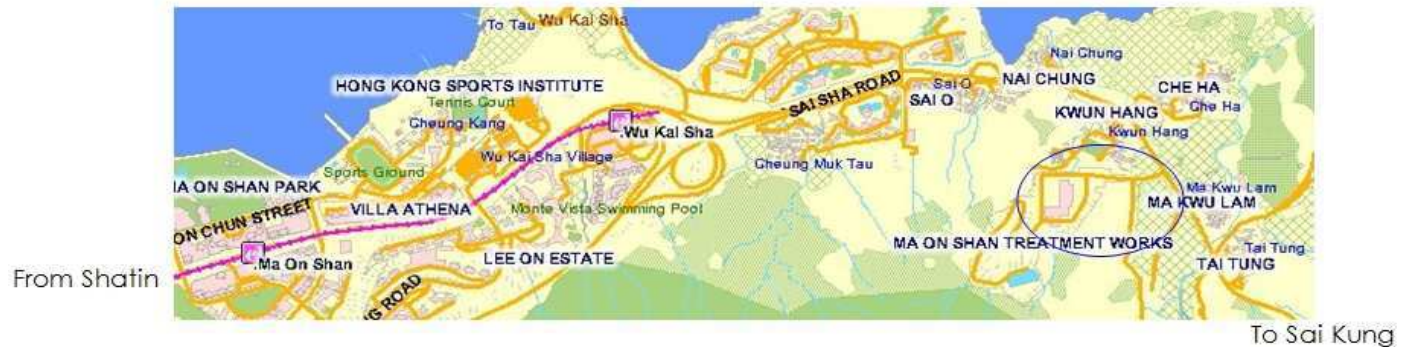 To Tau
Wu Kai Sha
HONG KONG SPORTS INSTITUTE
Tennis Court
Cheung Kang
Nai Chung
NAI CHUNG
SAI SHA ROAD
Sai O
SAI O
CHE HA
Che Ha
KWUN HANG
Kwun Hang
.Wu Kai Sha
Wu Kai Sha Village
Cheung Muk Tau
Sports Ground
IA ON SHAN PARK
ON CHUN STREET
VILLA ATHENA
Monte Vista Swimming Pool
Ma Kwu Lam
MA KWU LAM
MA ON SHAN TREATMENT WORKS
Tai Tung
TAI TUNG
LEE ON ESTATE
.Ma On Shan
From Shatin
G ROAD
To Sai Kung